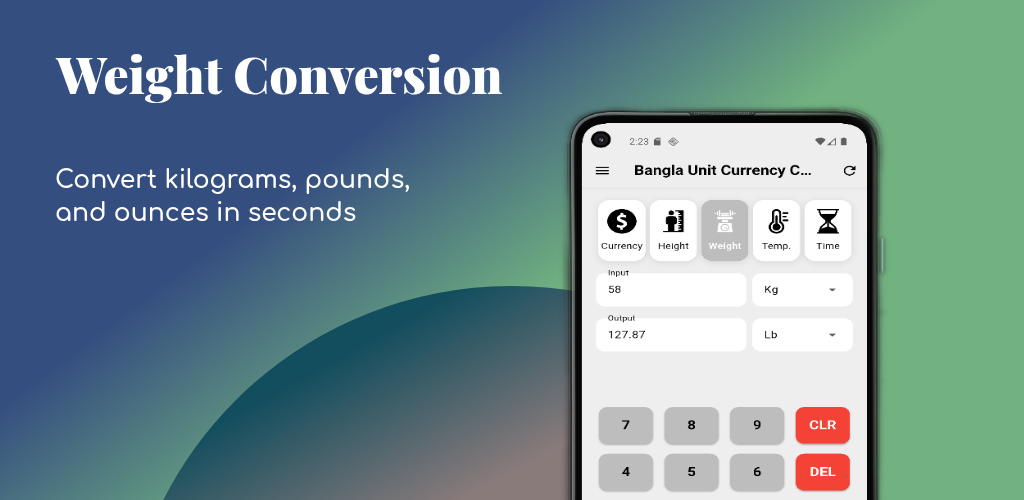 Weight Conversion
Convert kilograms, pounds,
and ounces in seconds
2:23
Bangla Unit Currency C...
Currency Height Weight Temp. Time
Input
58 Kg
Output
127.87 Lb
7 8 9 CLR
4 5 6 DEL